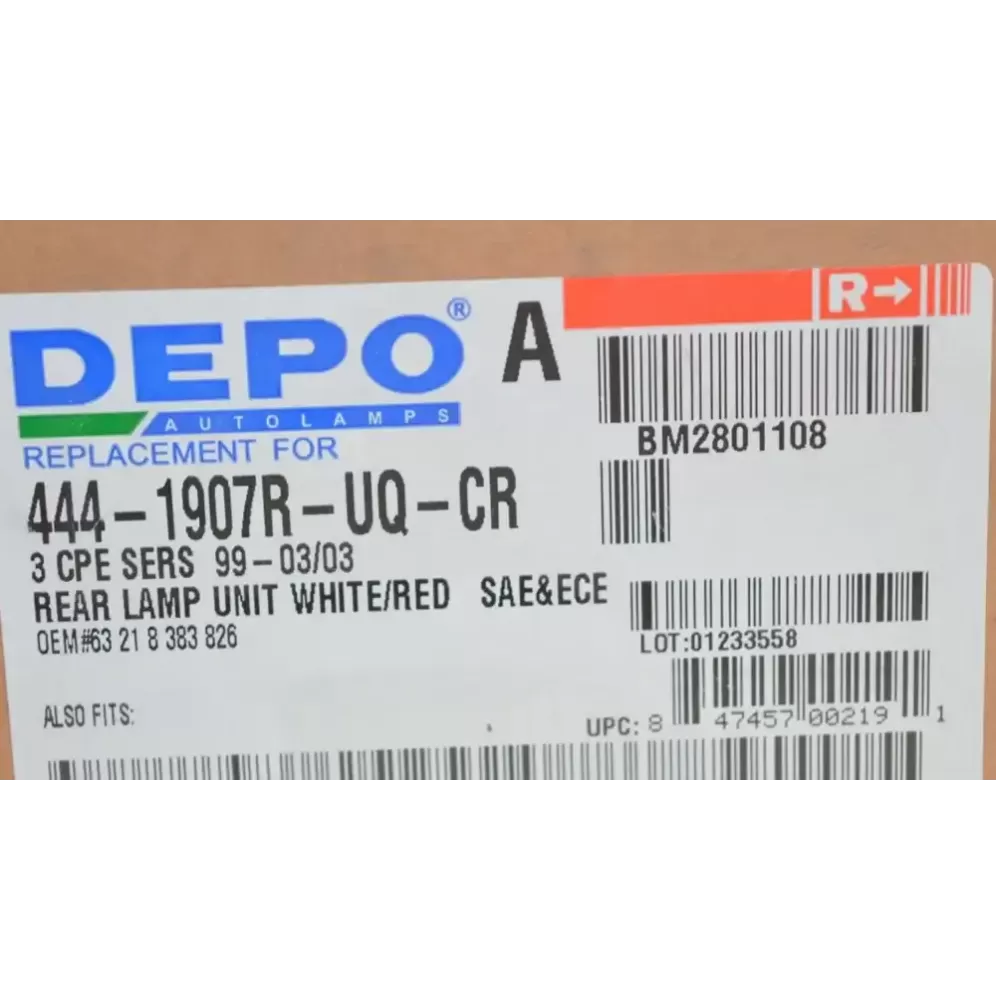 DEPO® A
R→
AUTOLAMPS
REPLACEMENT FOR
BM2801108
444-1907R-UQ-CR
3 CPE SERS 99-03/03
REAR LAMP UNIT WHITE/RED SAE&ECE
OEM#63 21 8 383 826
LOT:01233558
ALSO FITS:
UPC: 8 47457 00219 1